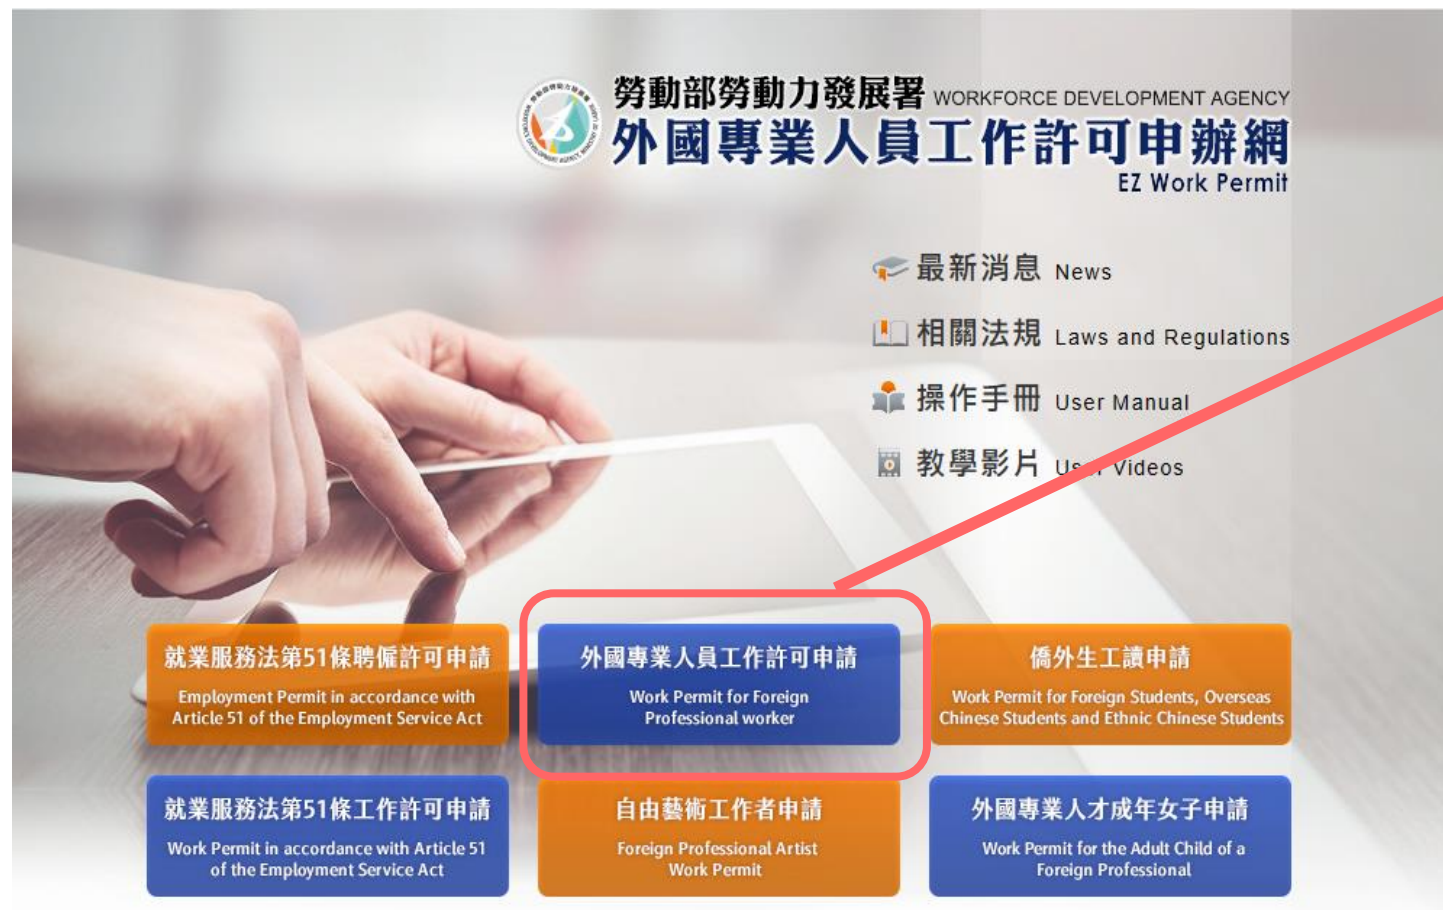 勞動部勞動力發展署 WORKFORCE DEVELOPMENT AGENCY
外國專業人員工作許可申辦網
EZ Work Permit
最新消息 News
相關法規 Laws and Regulations
操作手冊 User Manual
教學影片 User Videos
就業服務法第51條聘僱許可申請
Employment Permit in accordance with
Article 51 of the Employment Service Act
外國專業人員工作許可申請
Work Permit for Foreign
Professional worker
僑外生工讀申請
Work Permit for Foreign Students, Overseas
Chinese Students and Ethnic Chinese Students
就業服務法第51條工作許可申請
Work Permit in accordance with Article 51
of the Employment Service Act
自由藝術工作者申請
Foreign Professional Artist
Work Permit
外國專業人才成年女子申請
Work Permit for the Adult Child of a
Foreign Professional